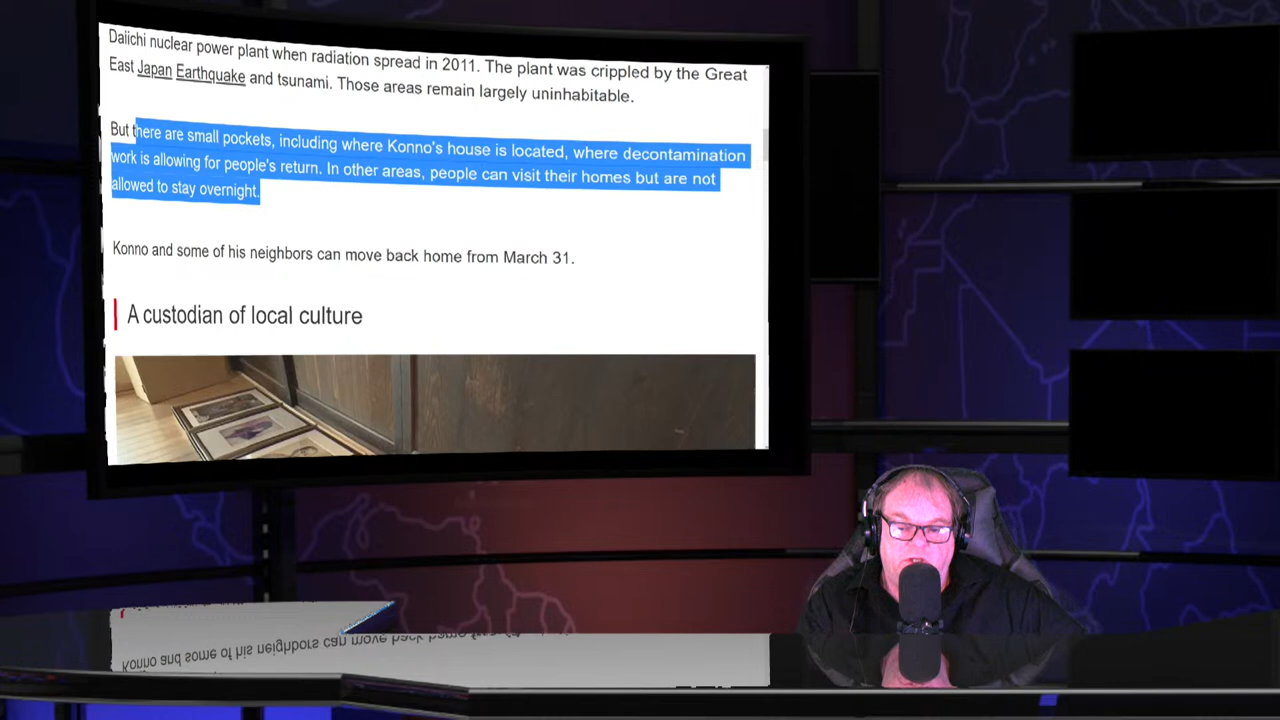 Daiichi nuclear power plant when radiation spread in 2011. The plant was crippled by the Great
East Japan Earthquake and tsunami. Those areas remain largely uninhabitable.
But there are small pockets, including where Konno's house is located, where decontamination
work is allowing for people's return. In other areas, people can visit their homes but are not
allowed to stay overnight.
Konno and some of his neighbors can move back home from March 31.
A custodian of local culture